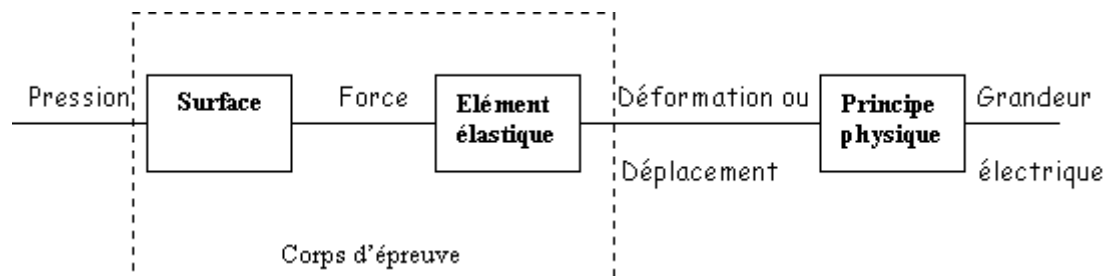 Pression
Surface
Force
Elément
élastique
Déformation ou
Déplacement
Principe
physique
Grandeur
électrique
Corps d'épreuve